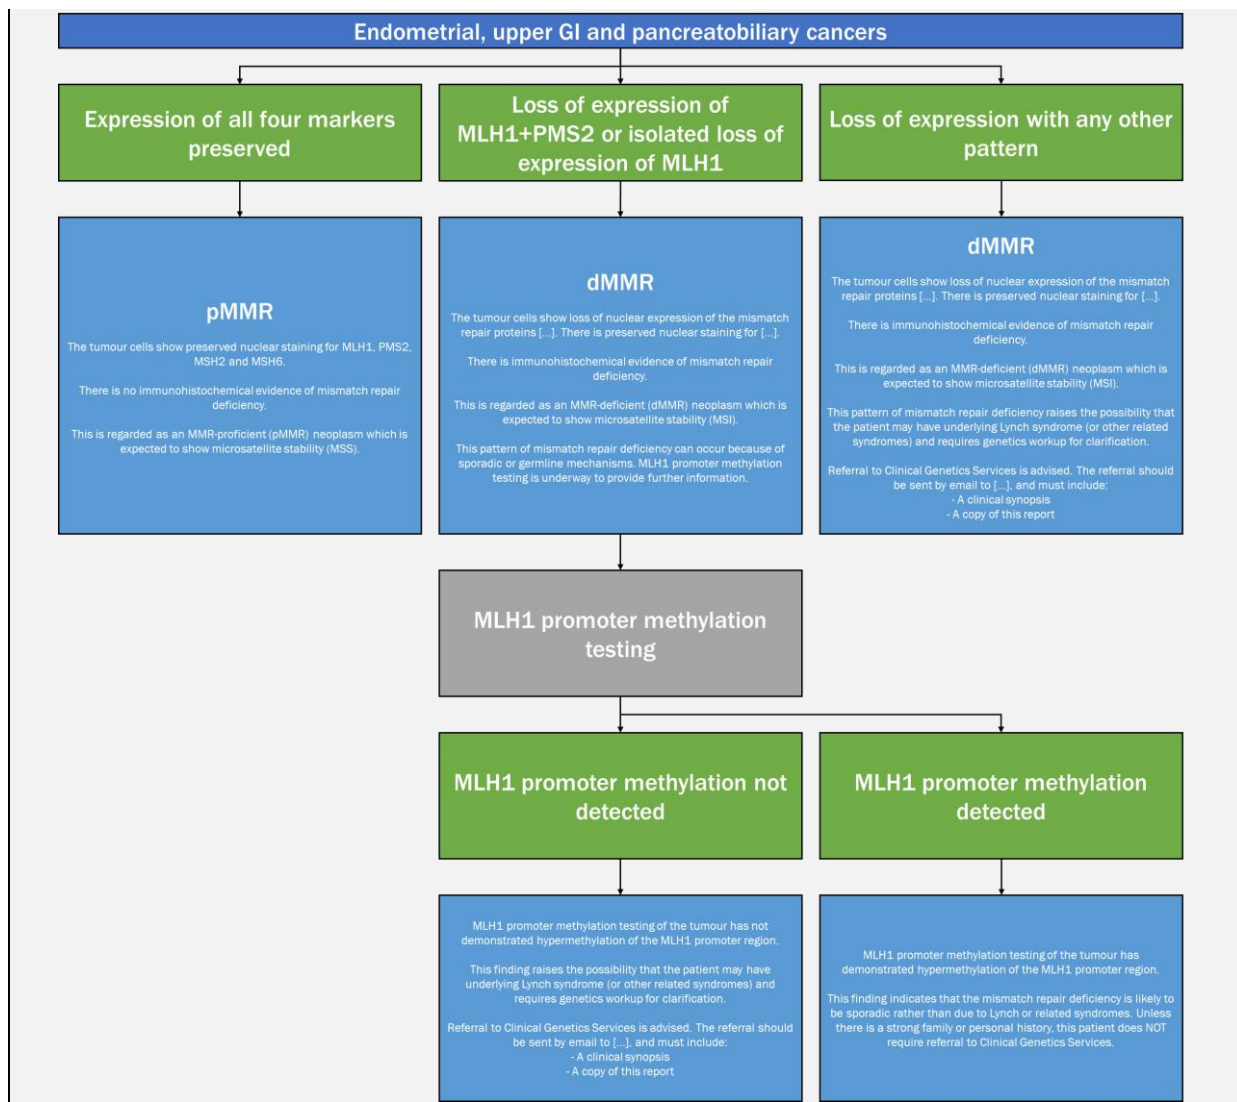 Endometrial, upper GI and pancreatobiliary cancers
Expression of all four markers
preserved
Loss of expression of
MLH1+PMS2 or isolated loss of
expression of MLH1
Loss of expression with any other
pattern
pMMR
The tumour cells show preserved nuclear staining for MLH1, PMS2,
MSH2 and MSH6.
There is no immunohistochemical evidence of mismatch repair
deficiency.
This is regarded as an MMR-proficient (pMMR) neoplasm which is
expected to show microsatellite stability (MSS).
dMMR
The tumour cells show loss of nuclear expression of the mismatch
repair proteins [...]. There is preserved nuclear staining for [...].
There is immunohistochemical evidence of mismatch repair
deficiency.
This is regarded as an MMR-deficient (dMMR) neoplasm which is
expected to show microsatellite stability (MSI).
This pattern of mismatch repair deficiency can occur because of
sporadic or germline mechanisms. MLH1 promoter methylation
testing is underway to provide further information.
dMMR
The tumour cells show loss of nuclear expression of the mismatch
repair proteins [...]. There is preserved nuclear staining for [...].
There is immunohistochemical evidence of mismatch repair
deficiency.
This is regarded as an MMR-deficient (dMMR) neoplasm which is
expected to show microsatellite stability (MSI).
This pattern of mismatch repair deficiency raises the possibility that
the patient may have underlying Lynch syndrome (or other related
syndromes) and requires genetics workup for clarification.
Referral to Clinical Genetics Services is advised. The referral should
be sent by email to [...], and must include:
- A clinical synopsis
- A copy of this report
MLH1 promoter methylation
testing
MLH1 promoter methylation not
detected
MLH1 promoter methylation
detected
MLH1 promoter methylation testing of the tumour has not
demonstrated hypermethylation of the MLH1 promoter region.
This finding raises the possibility that the patient may have
underlying Lynch syndrome (or other related syndromes) and
requires genetics workup for clarification.
Referral to Clinical Genetics Services is advised. The referral should
be sent by email to [...], and must include:
- A clinical synopsis
- A copy of this report
MLH1 promoter methylation testing of the tumour has
demonstrated hypermethylation of the MLH1 promoter region.
This finding indicates that the mismatch repair deficiency is likely to
be sporadic rather than due to Lynch or related syndromes. Unless
there is a strong family or personal history, this patient does NOT
require referral to Clinical Genetics Services.